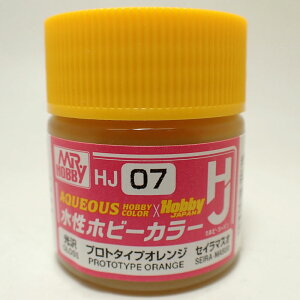 MR HOBBY
HJ 07
HJ
AQUEOUS HOBBY COLOR × Hobby JAPAN
水性ホビーカラー
光沢 プロトタイプオレンジ セイラマスオ
GLOSS PROTOTYPE ORANGE SEIRA MASUO